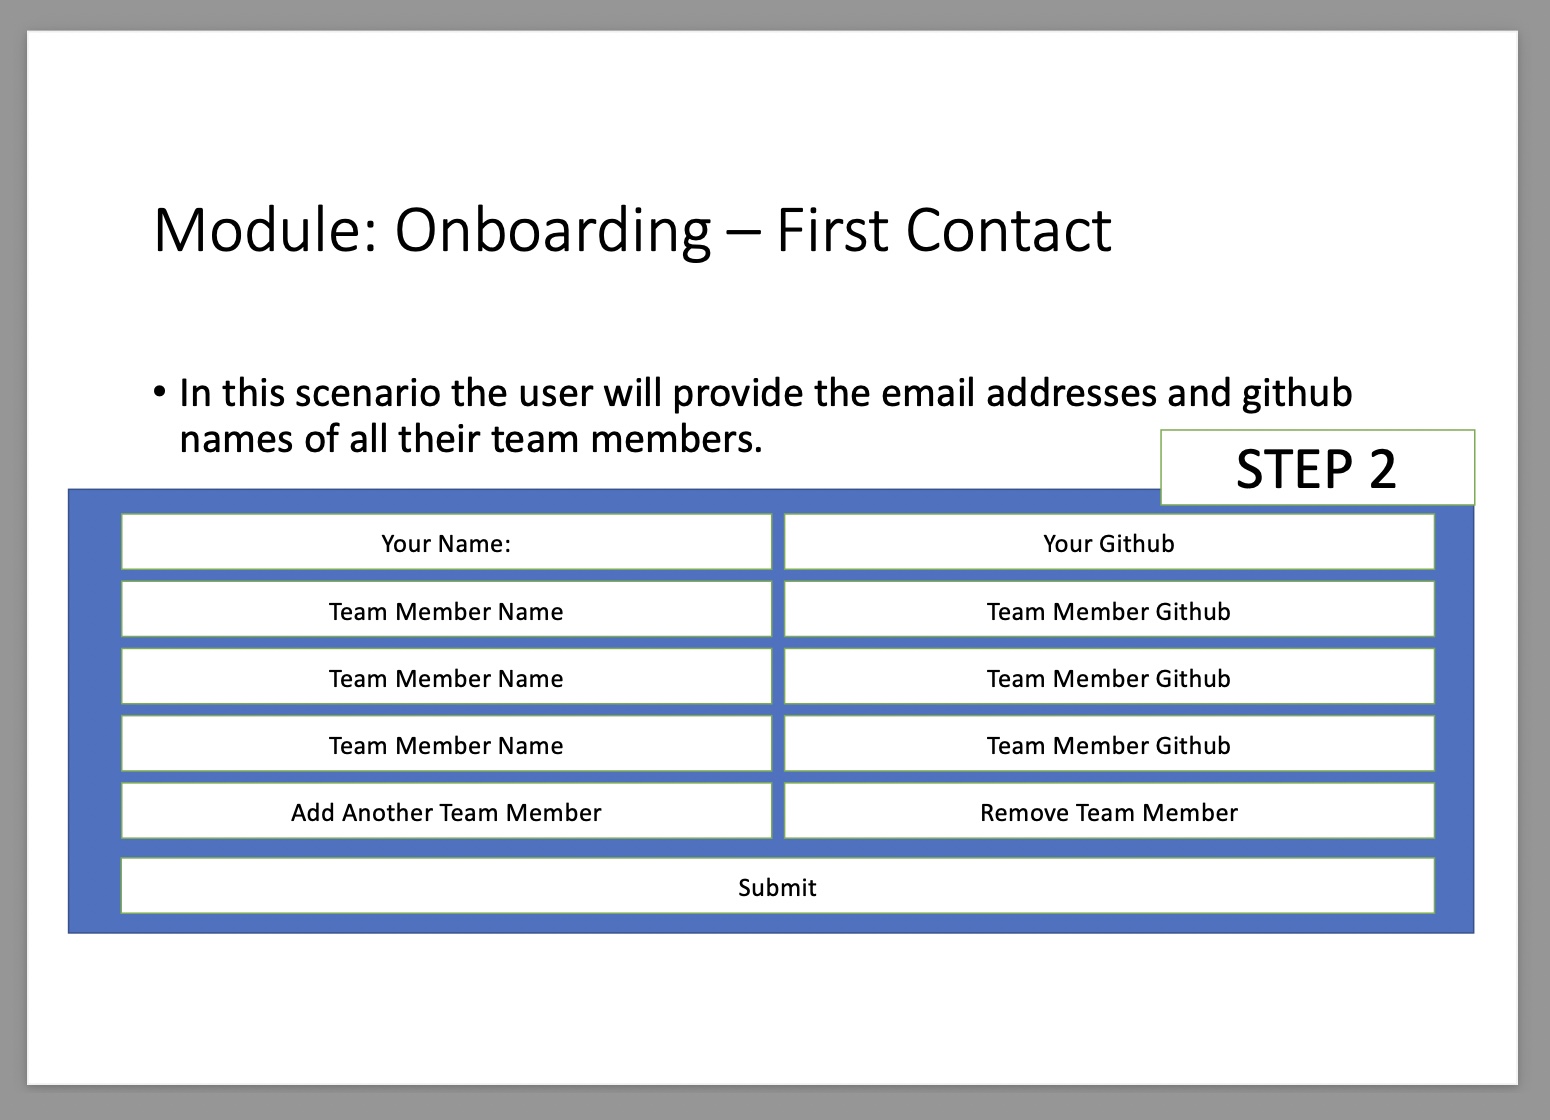 Module: Onboarding – First Contact
• In this scenario the user will provide the email addresses and github
names of all their team members.
STEP 2
Your Name:
Your Github
Team Member Name
Team Member Github
Team Member Name
Team Member Github
Team Member Name
Team Member Github
Add Another Team Member
Remove Team Member
Submit